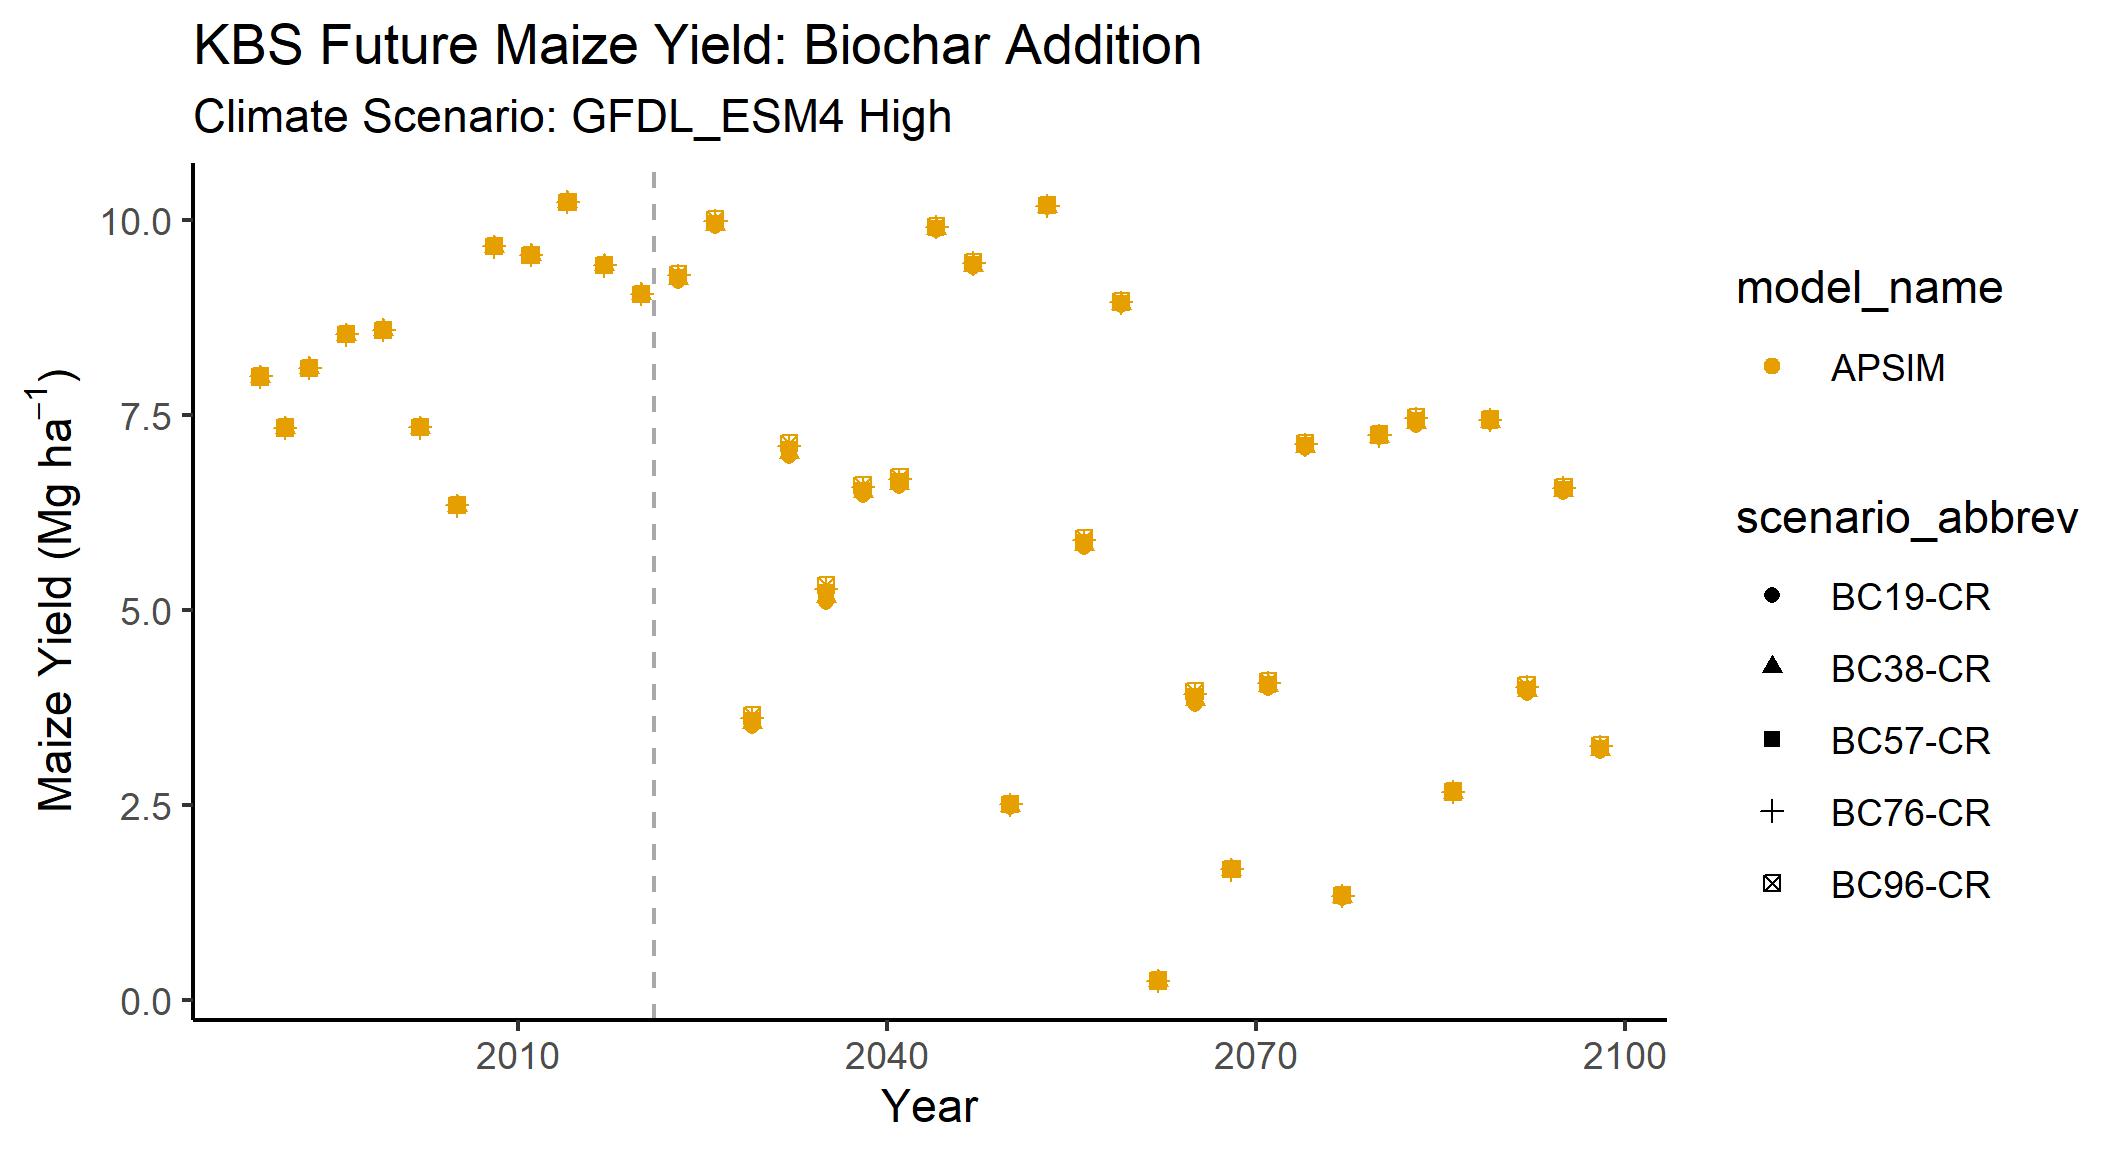 KBS Future Maize Yield: Biochar Addition
Climate Scenario: GFDL_ESM4 High
Maize Yield (Mg ha⁻¹)
10.0
7.5
5.0
2.5
0.0
2010
2040
2070
2100
Year
model_name
APSIM
scenario_abbrev
BC19-CR
BC38-CR
BC57-CR
BC76-CR
BC96-CR